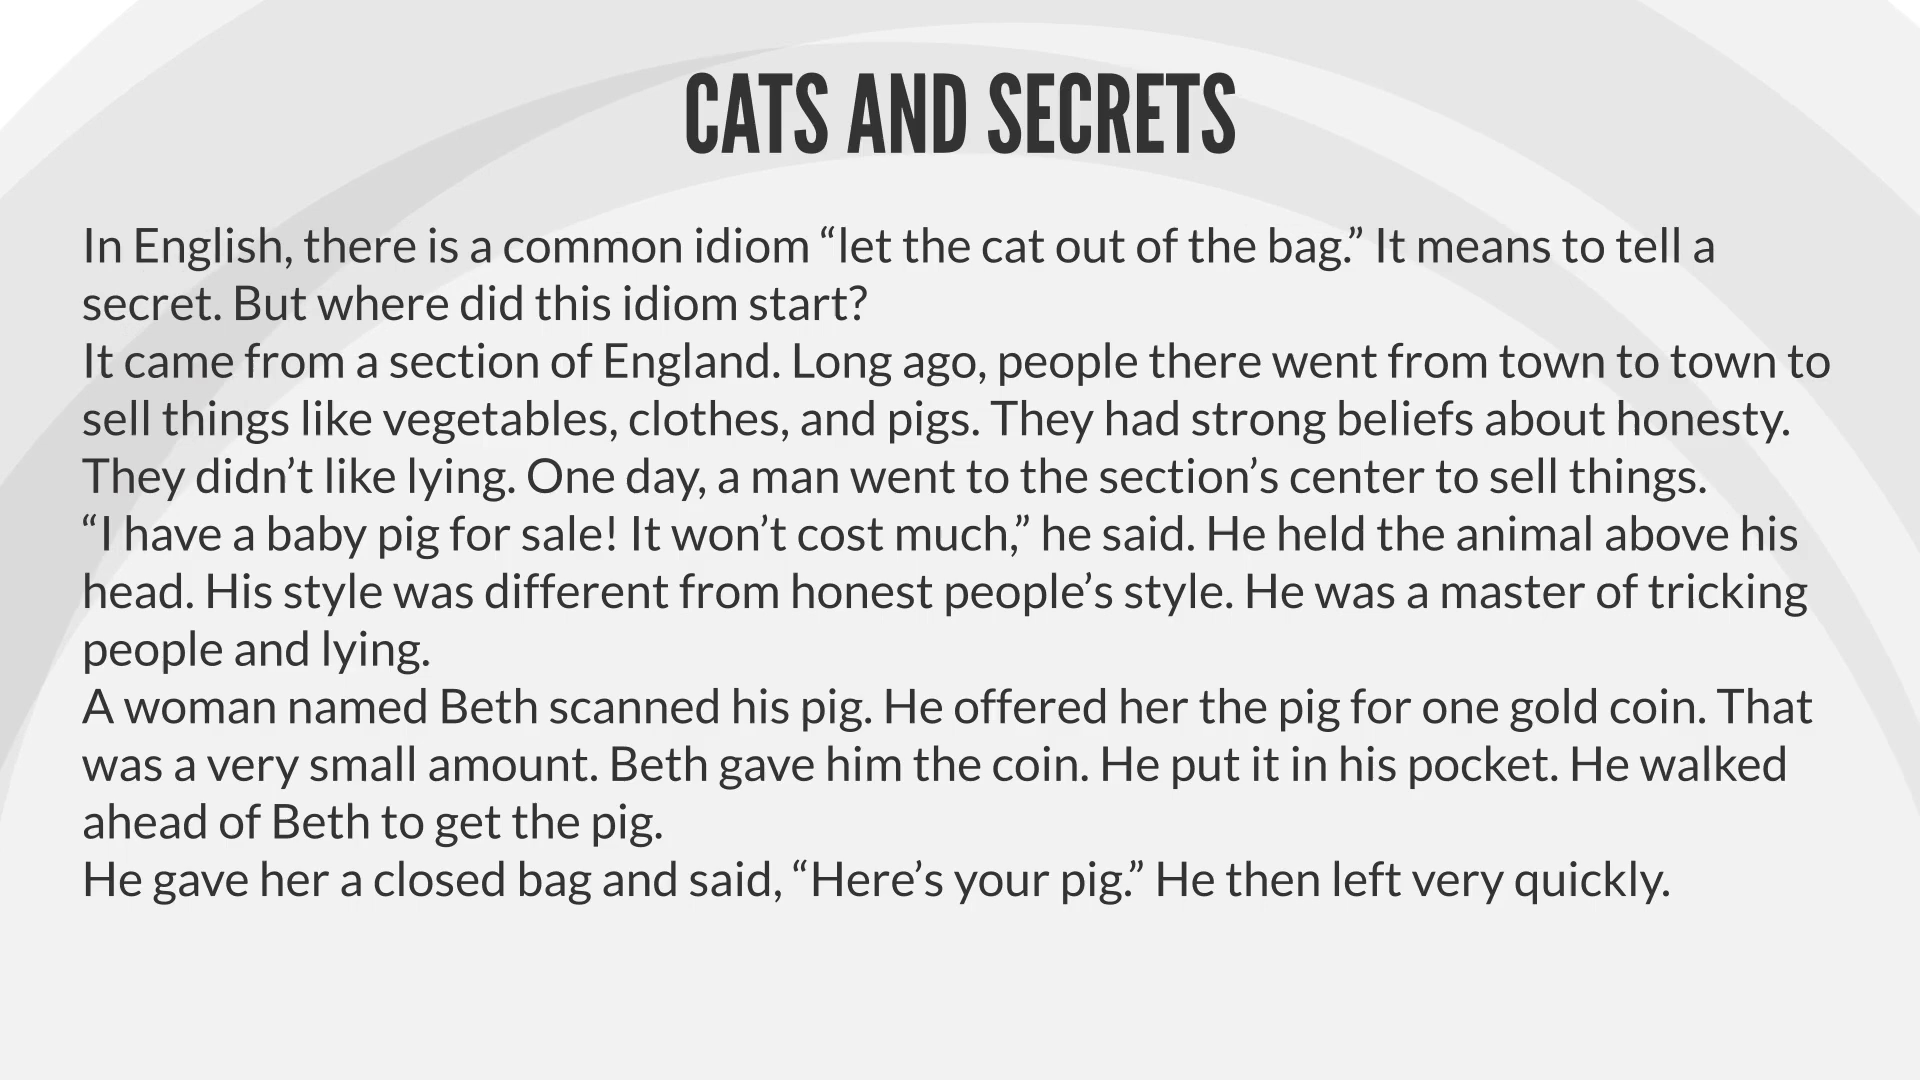 CATS AND SECRETS
In English, there is a common idiom “let the cat out of the bag.” It means to tell a
secret. But where did this idiom start?
It came from a section of England. Long ago, people there went from town to town to
sell things like vegetables, clothes, and pigs. They had strong beliefs about honesty.
They didn’t like lying. One day, a man went to the section’s center to sell things.
“I have a baby pig for sale! It won’t cost much,” he said. He held the animal above his
head. His style was different from honest people’s style. He was a master of tricking
people and lying.
A woman named Beth scanned his pig. He offered her the pig for one gold coin. That
was a very small amount. Beth gave him the coin. He put it in his pocket. He walked
ahead of Beth to get the pig.
He gave her a closed bag and said, “Here’s your pig.” He then left very quickly.